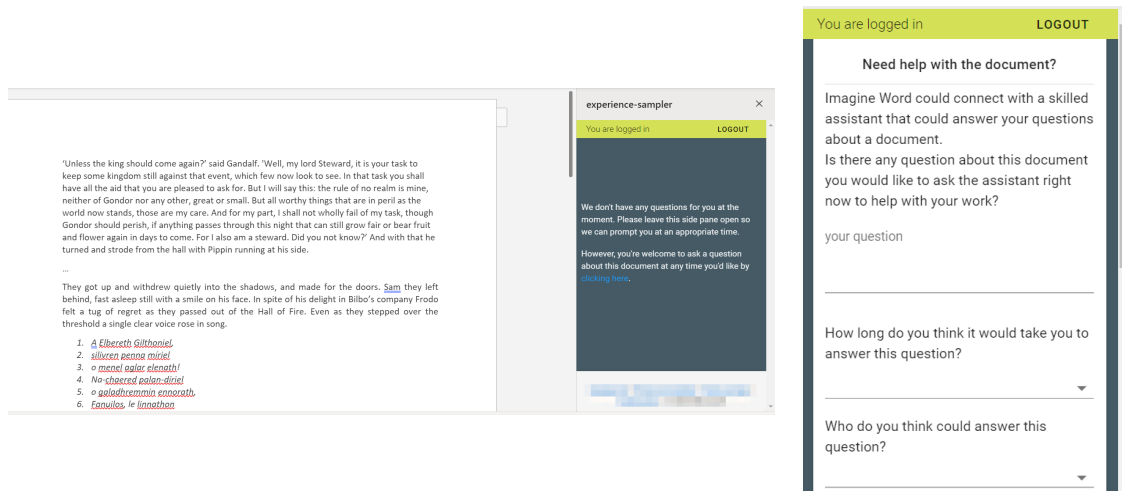 ‘Unless the king should come again?’ said Gandalf. ‘Well, my lord Steward, it is your task to
keep some kingdom still against that event, which few now look to see. In that task you shall
have all the aid that you are pleased to ask for. But I will say this: the rule of no realm is mine,
neither of Gondor nor any other, great or small. But all worthy things that are in peril as the
world now stands, those are my care. And for my part, I shall not wholly fail of my task, though
Gondor should perish, if anything passes through this night that can still grow fair or bear fruit
and flower again in days to come. For I also am a steward. Did you not know?’ And with that he
turned and strode from the hall with Pippin running at his side.
...
They got up and withdrew quietly into the shadows, and made for the doors. Sam they left
behind, fast asleep still with a smile on his face. In spite of his delight in Bilbo’s company Frodo
felt a tug of regret as they passed out of the Hall of Fire. Even as they stepped over the
threshold a single clear voice rose in song.
1. A Elbereth Gilthoniel,
2. silivren penna míriel
3. o menel aglar elenath!
4. Na-chaered palan-díriel
5. o galadhremmin ennorath,
6. Fanuilos, le linnathon
experience-sampler
You are logged in LOGOUT
We don't have any questions for you at the
moment. Please leave this side pane open so
we can prompt you at an appropriate time.
However, you're welcome to ask a question
about this document at any time you'd like by
clicking here.
You are logged in LOGOUT
Need help with the document?
Imagine Word could connect with a skilled
assistant that could answer your questions
about a document.
Is there any question about this document
you would like to ask the assistant right
now to help with your work?
your question
How long do you think it would take you to
answer this question?
Who do you think could answer this
question?